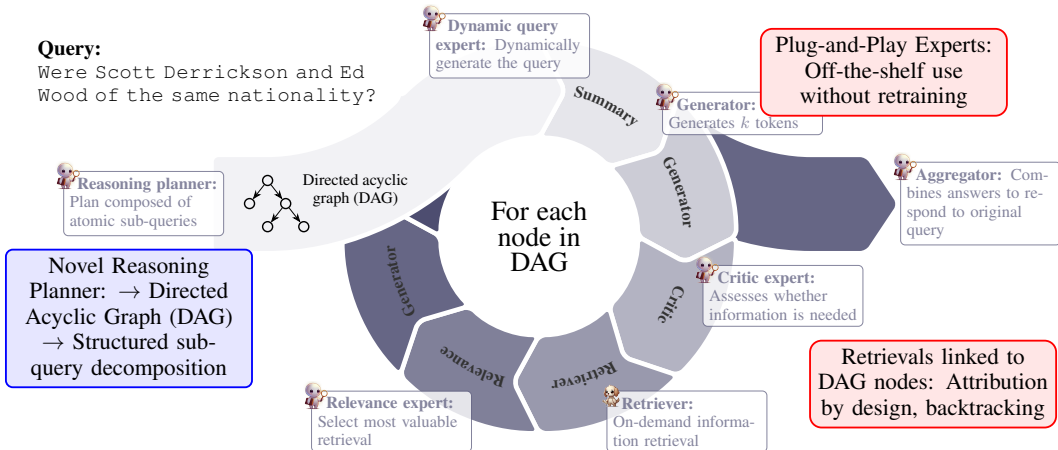 Query:
Were Scott Derrickson and Ed
Wood of the same nationality?
Dynamic query
expert: Dynamically
generate the query
Plug-and-Play Experts:
Off-the-shelf use
without retraining
Summary
Generator:
Generates k tokens
Reasoning planner:
Plan composed of
atomic sub-queries
Directed acyclic
graph (DAG)
Generator
Aggregator: Com-
bines answers to re-
spond to original
query
For each
node in
DAG
Novel Reasoning
Planner: → Directed
Acyclic Graph (DAG)
→ Structured sub-
query decomposition
Generator
Critic
Critic expert:
Assesses whether
information is needed
Relevance
Retriever
Retrievals linked to
DAG nodes: Attribution
by design, backtracking
Relevance expert:
Select most valuable
retrieval
Retriever:
On-demand informa-
tion retrieval